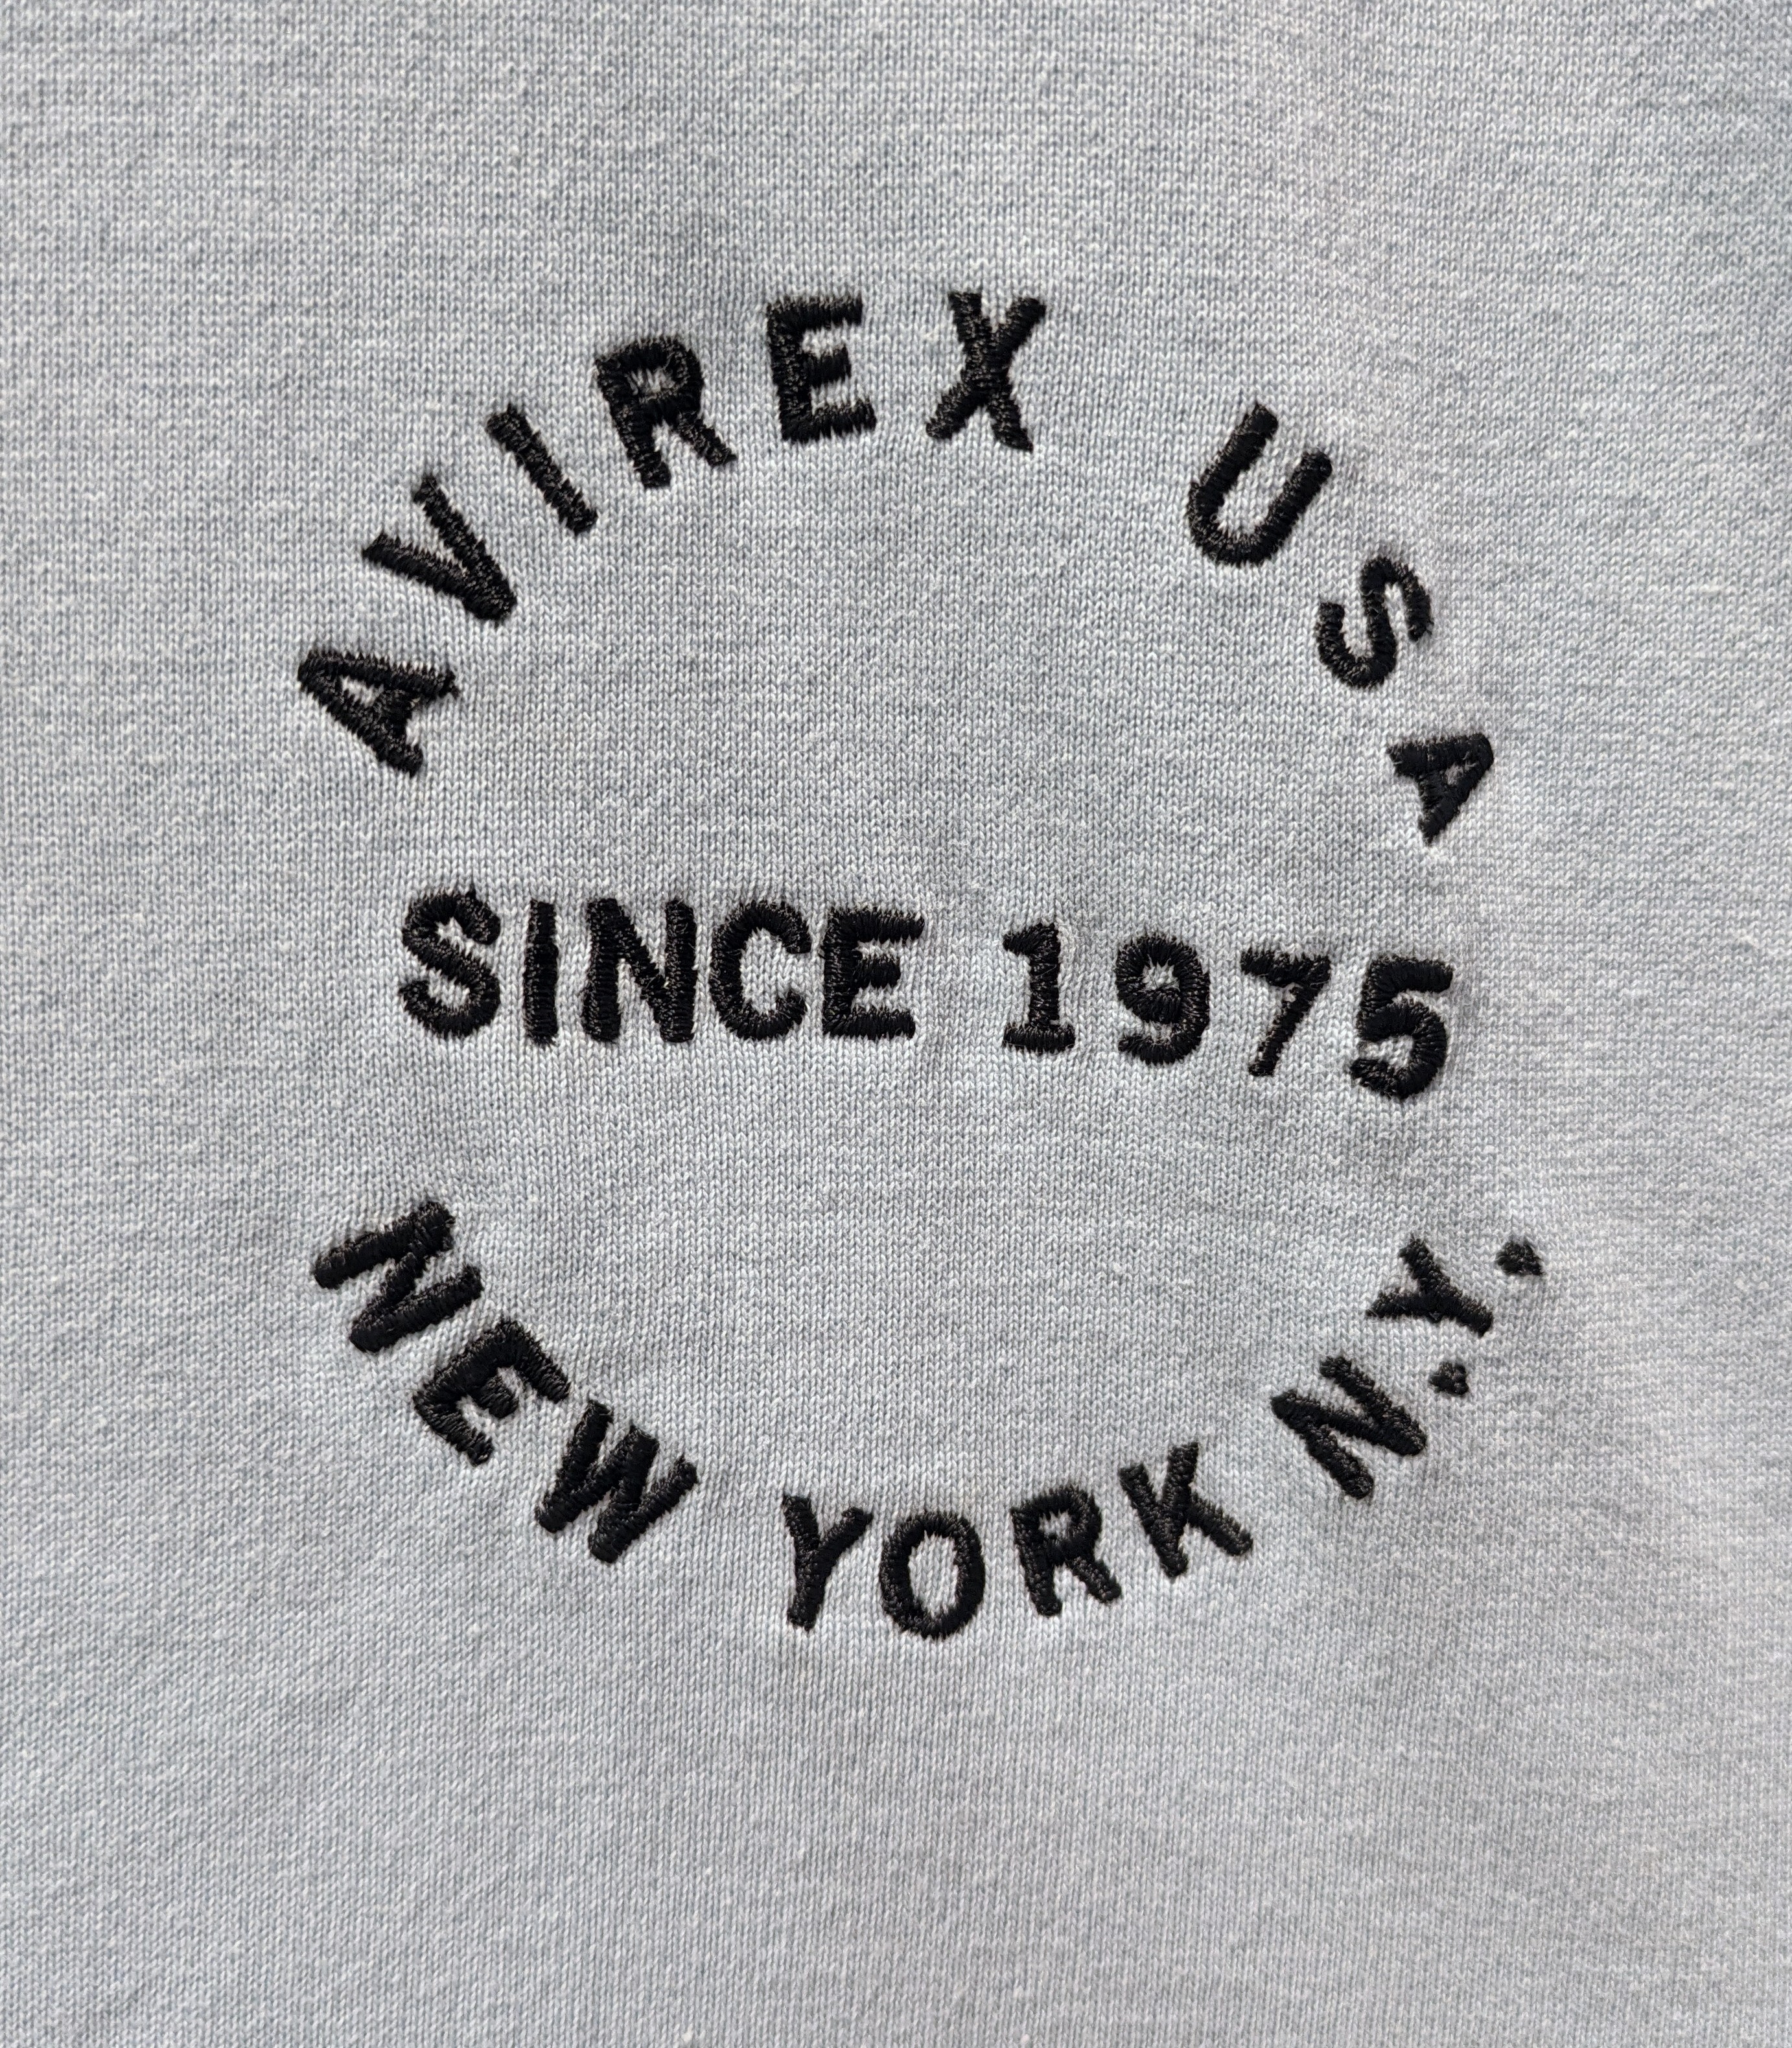 AVIREX USA
SINCE 1975
NEW YORK N.Y.